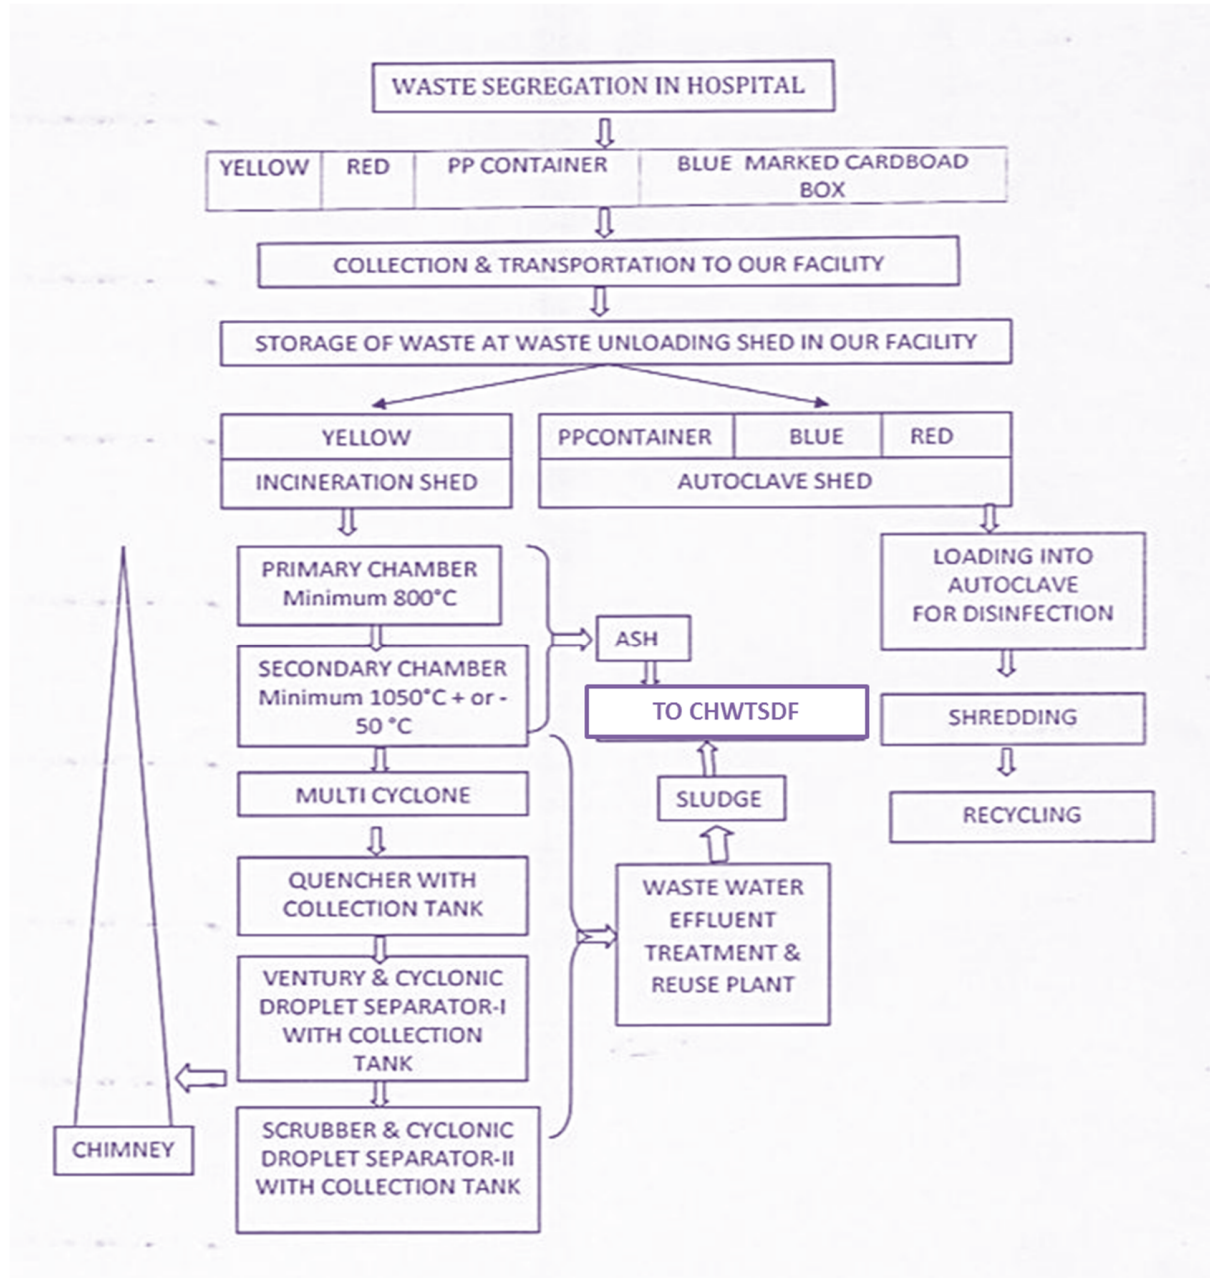 WASTE SEGREGATION IN HOSPITAL
YELLOW
RED
PP CONTAINER
BLUE MARKED CARDBOAD
BOX
COLLECTION & TRANSPORTATION TO OUR FACILITY
STORAGE OF WASTE AT WASTE UNLOADING SHED IN OUR FACILITY
YELLOW
INCINERATION SHED
PPCONTAINER
BLUE
RED
AUTOCLAVE SHED
PRIMARY CHAMBER
Minimum 800°C
SECONDARY CHAMBER
Minimum 1050°C + or -
50 °C
MULTI CYCLONE
QUENCHER WITH
COLLECTION TANK
VENTURY & CYCLONIC
DROPLET SEPARATOR-I
WITH COLLECTION
TANK
SCRUBBER & CYCLONIC
DROPLET SEPARATOR-II
WITH COLLECTION TANK
CHIMNEY
ASH
TO CHWTSDF
SLUDGE
WASTE WATER
EFFLUENT
TREATMENT &
REUSE PLANT
LOADING INTO
AUTOCLAVE
FOR DISINFECTION
SHREDDING
RECYCLING